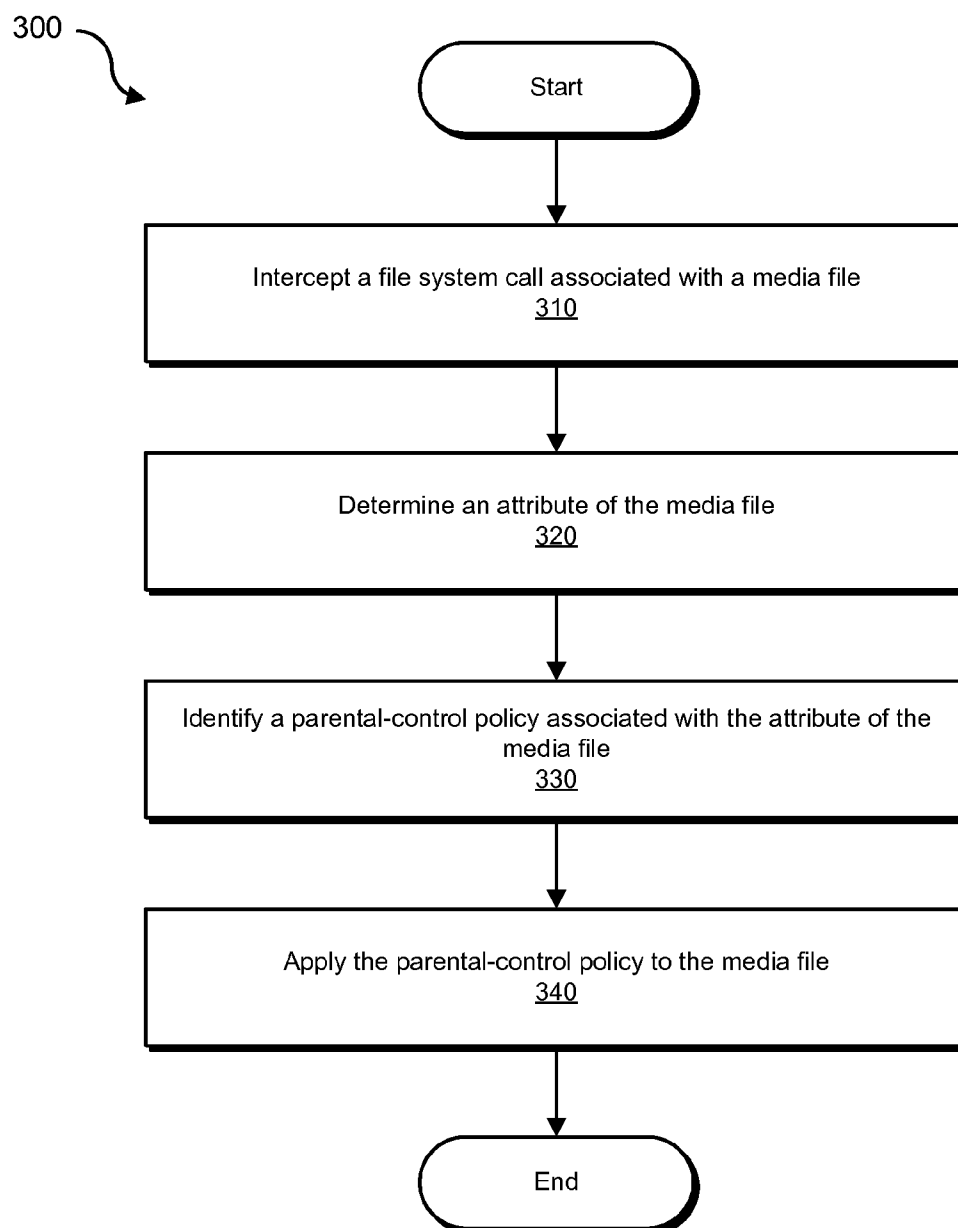 300
Start
Intercept a file system call associated with a media file
310
Determine an attribute of the media file
320
Identify a parental-control policy associated with the attribute of the
media file
330
Apply the parental-control policy to the media file
340
End